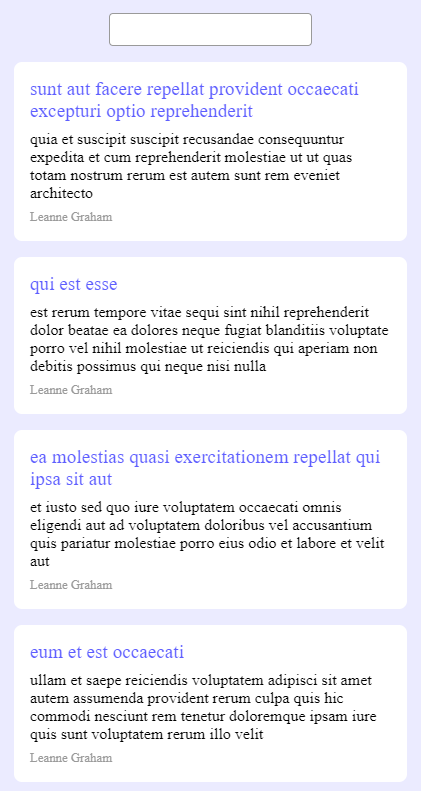 sunt aut facere repellat provident occaecati
excepturi optio reprehenderit
quia et suscipit suscipit recusandae consequuntur
expedita et cum reprehenderit molestiae ut ut quas
totam nostrum rerum est autem sunt rem eveniet
architecto
Leanne Graham
qui est esse
est rerum tempore vitae sequi sint nihil reprehenderit
dolor beatae ea dolores neque fugiat blanditiis voluptate
porro vel nihil molestiae ut reiciendis qui aperiam non
debitis possimus qui neque nisi nulla
Leanne Graham
ea molestias quasi exercitationem repellat qui
ipsa sit aut
et iusto sed quo iure voluptatem occaecati omnis
eligendi aut ad voluptatem doloribus vel accusantium
quis pariatur molestiae porro eius odio et labore et velit
aut
Leanne Graham
eum et est occaecati
ullam et saepe reiciendis voluptatem adipisci sit amet
autem assumenda provident rerum culpa quis hic
commodi nesciunt rem tenetur doloremque ipsam iure
quis sunt voluptatem rerum illo velit
Leanne Graham